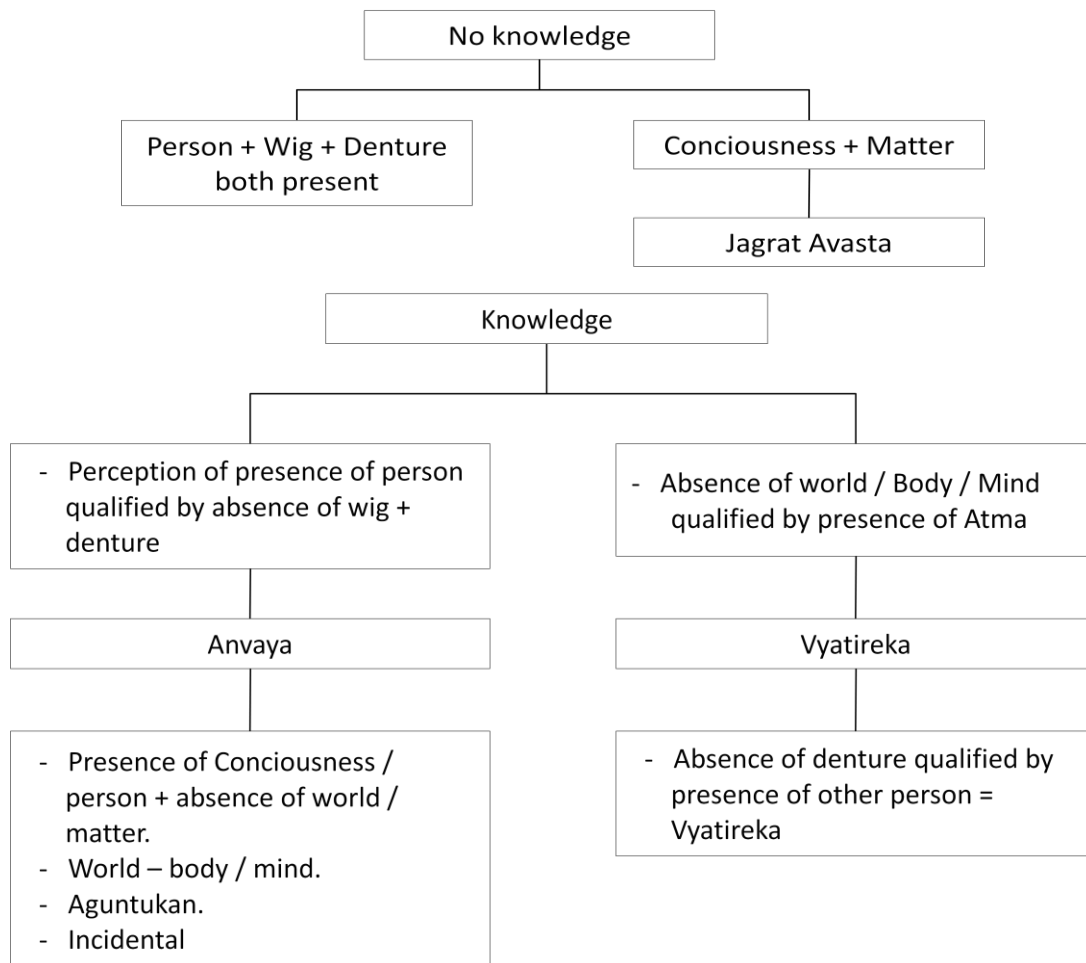 No knowledge
Person + Wig + Denture
both present
Conciousness + Matter
Jagrat Avasta
Knowledge
- Perception of presence of person
qualified by absence of wig +
denture
- Absence of world / Body / Mind
qualified by presence of Atma
Anvaya
Vyatireka
- Presence of Conciousness /
person + absence of world /
matter.
- World – body / mind.
- Aguntukan.
- Incidental
- Absence of denture qualified by
presence of other person =
Vyatireka